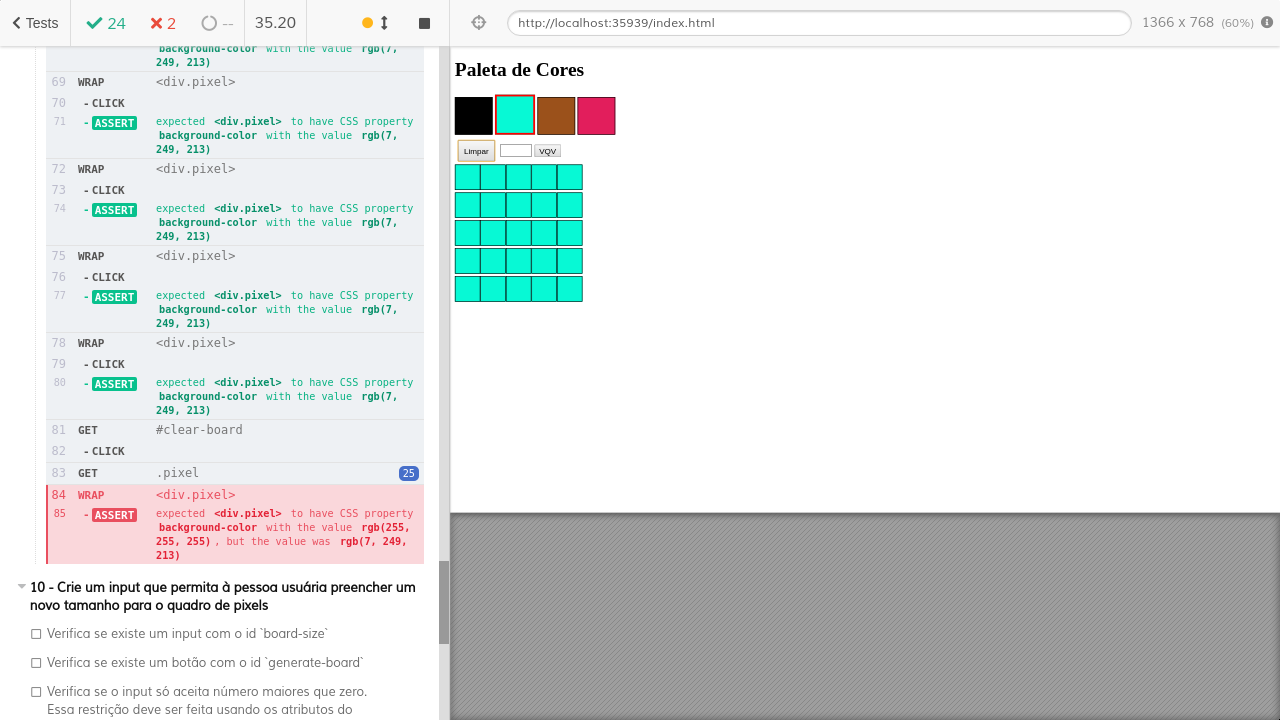 Tests 24 2 -- 35.20 http://localhost:35939/index.html 1366 x 768 (60%)
background-color with the value rgb(7,
249, 213)
69 WRAP <div.pixel>
70 - CLICK
71 - ASSERT expected <div.pixel> to have CSS property
background-color with the value rgb(7,
249, 213)
72 WRAP <div.pixel>
73 - CLICK
74 - ASSERT expected <div.pixel> to have CSS property
background-color with the value rgb(7,
249, 213)
75 WRAP <div.pixel>
76 - CLICK
77 - ASSERT expected <div.pixel> to have CSS property
background-color with the value rgb(7,
249, 213)
78 WRAP <div.pixel>
79 - CLICK
80 - ASSERT expected <div.pixel> to have CSS property
background-color with the value rgb(7,
249, 213)
81 GET #clear-board
82 - CLICK
83 GET .pixel 25
84 WRAP <div.pixel>
85 - ASSERT expected <div.pixel> to have CSS property
background-color with the value rgb(255,
255, 255) , but the value was rgb(7, 249,
213)
10 - Crie um input que permita à pessoa usuária preencher um
novo tamanho para o quadro de pixels
Verifica se existe um input com o id `board-size`
Verifica se existe um botão com o id `generate-board`
Verifica se o input só aceita número maiores que zero.
Essa restrição deve ser feita usando os atributos do
Paleta de Cores
Limpar VQV